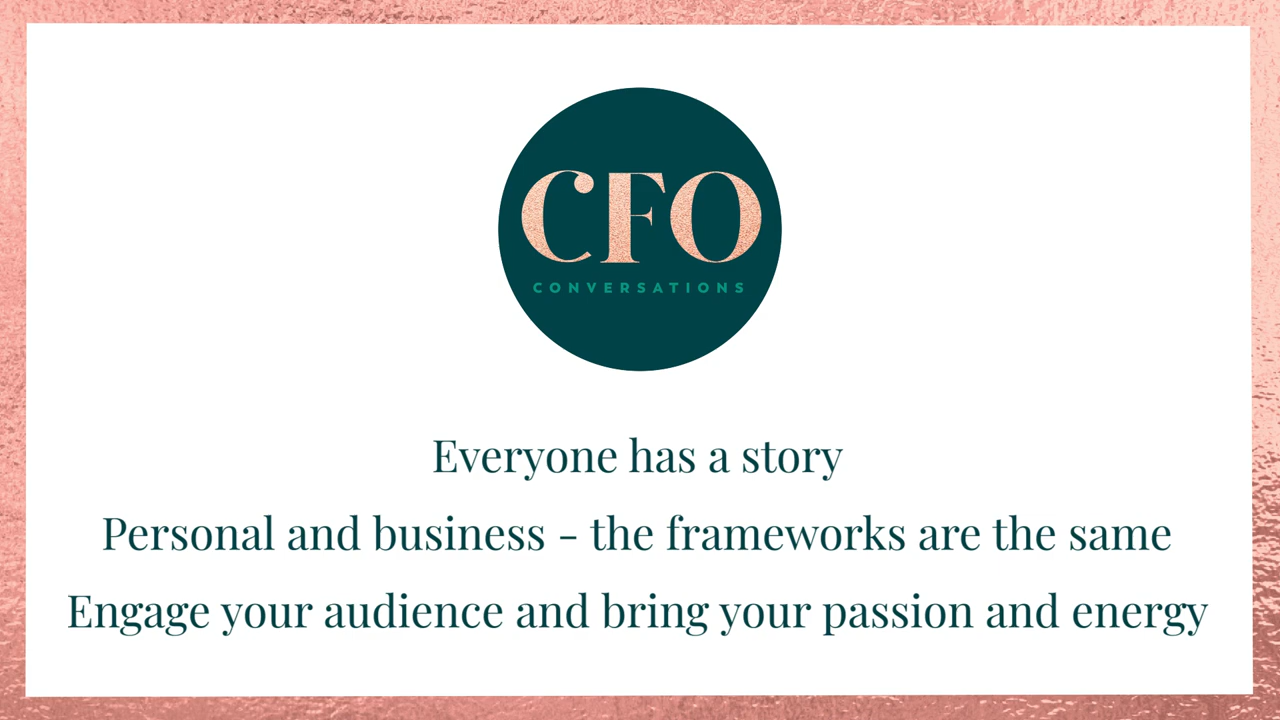 CFO
CONVERSATIONS
Everyone has a story
Personal and business - the frameworks are the same
Engage your audience and bring your passion and energy